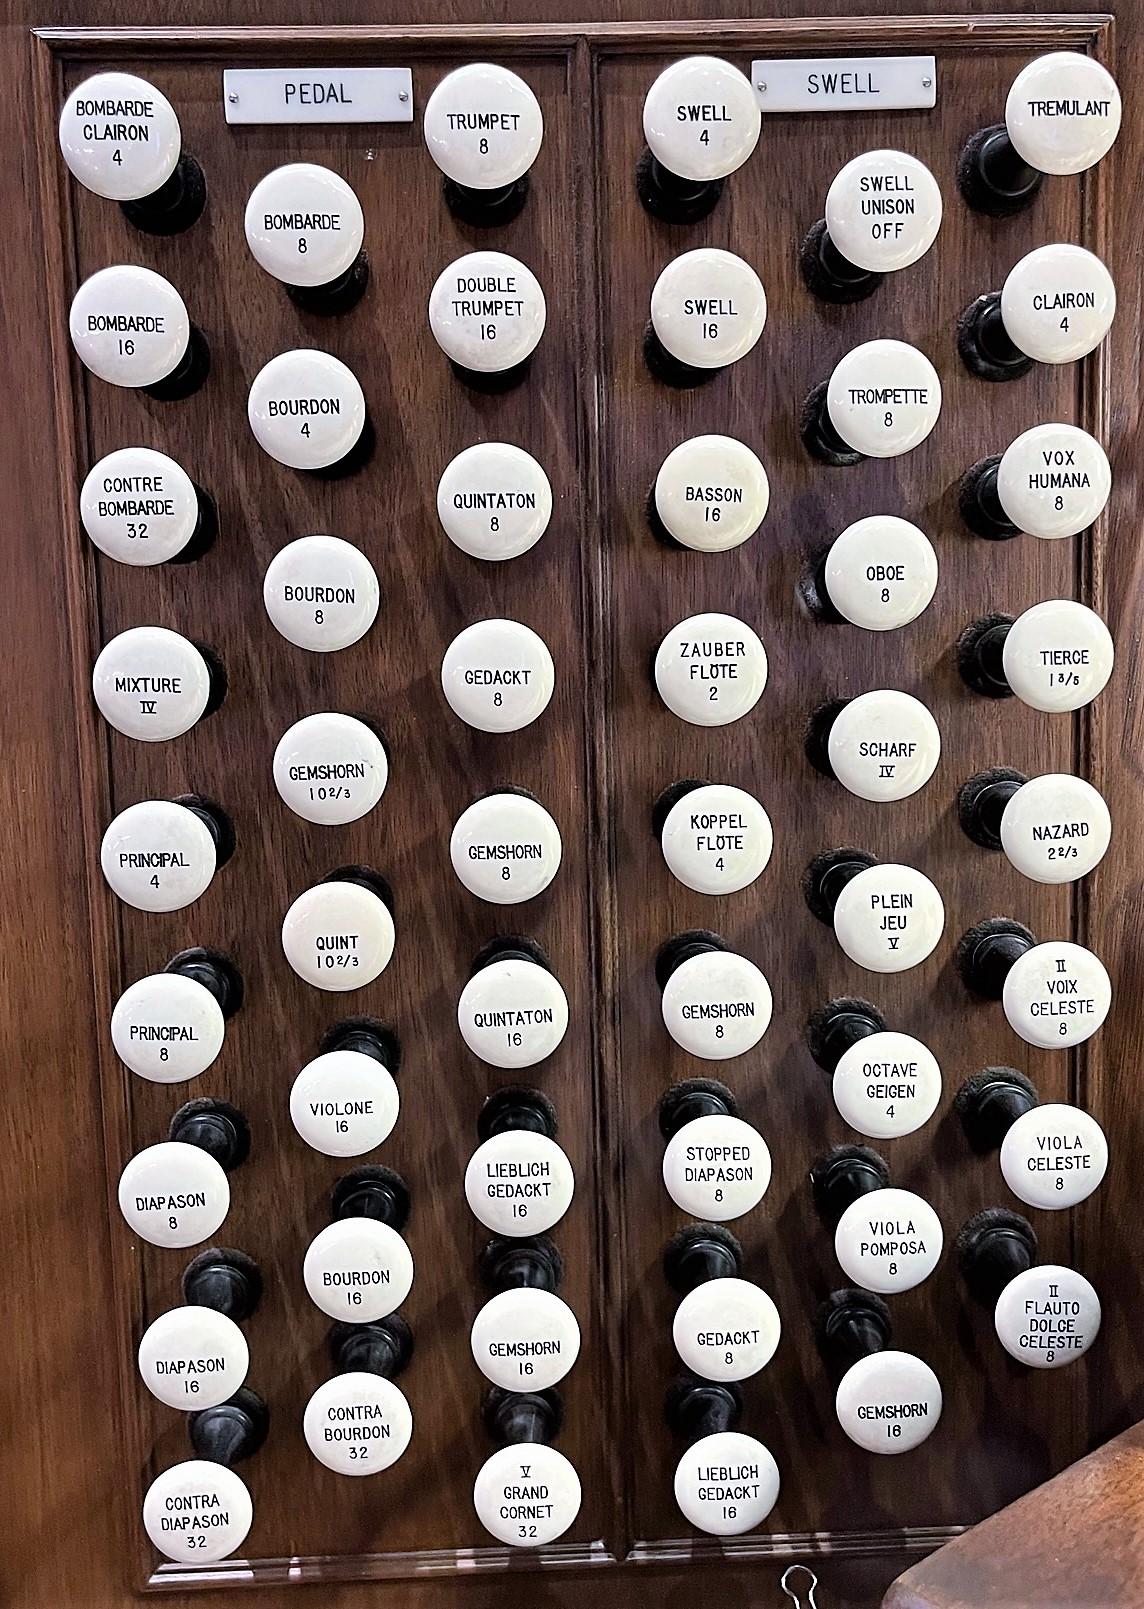 PEDAL
BOMBARDE
CLAIRON
4
BOMBARDE
16
CONTRE
BOMBARDE
32
MIXTURE
IV
PRINCIPAL
4
PRINCIPAL
8
DIAPASON
8
DIAPASON
16
CONTRA
DIAPASON
32
BOMBARDE
8
BOURDON
4
BOURDON
8
GEMSHORN
10 2/3
QUINT
10 2/3
VIOLONE
16
BOURDON
16
CONTRA
BOURDON
32
TRUMPET
8
DOUBLE
TRUMPET
16
QUINTATON
8
GEDACKT
8
GEMSHORN
8
QUINTATON
16
LIEBLICH
GEDACKT
16
GEMSHORN
16
V
GRAND
CORNET
32
SWELL
SWELL
4
SWELL
16
BASSON
16
ZAUBER
FLÖTE
2
KOPPEL
FLÖTE
4
GEMSHORN
8
STOPPED
DIAPASON
8
GEDACKT
8
LIEBLICH
GEDACKT
16
SWELL
UNISON
OFF
TROMPETTE
8
OBOE
8
SCHARF
IV
PLEIN
JEU
V
OCTAVE
GEIGEN
4
VIOLA
POMPOSA
8
GEMSHORN
16
TREMULANT
CLAIRON
4
VOX
HUMANA
8
TIERCE
1 3/5
NAZARD
2 2/3
II
VOIX
CELESTE
8
VIOLA
CELESTE
8
II
FLAUTO
DOLCE
CELESTE
8